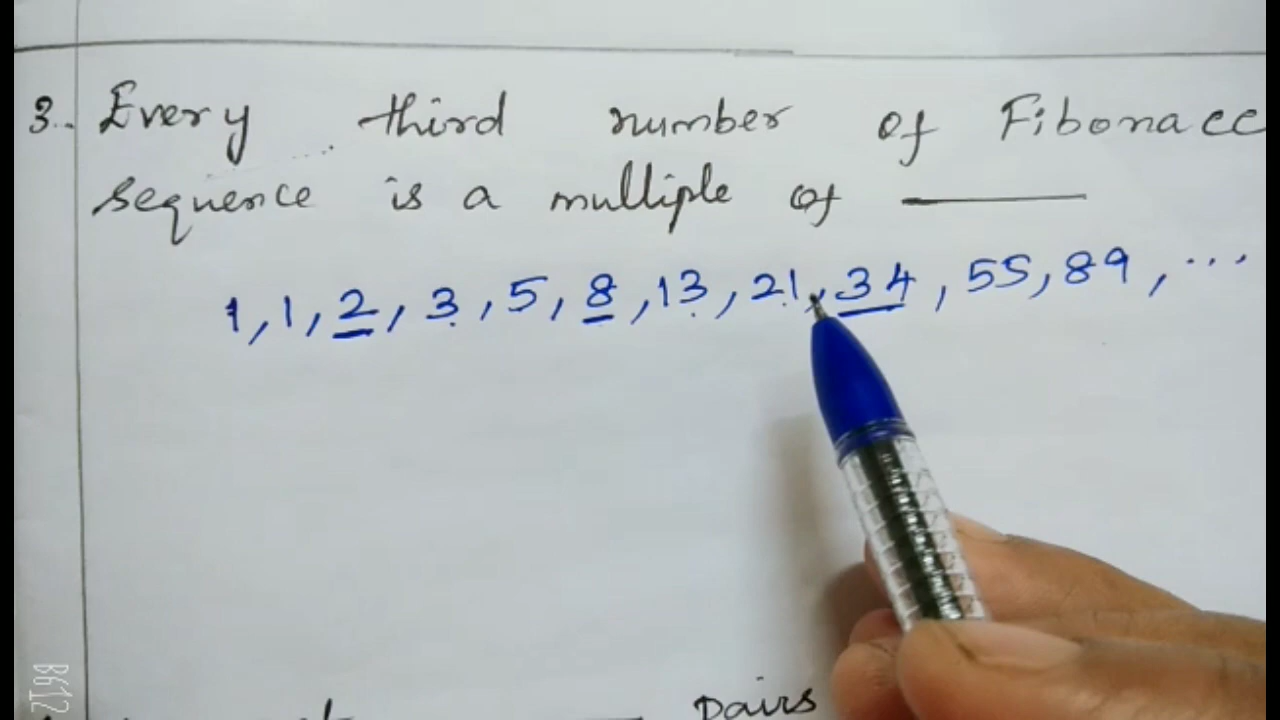 3. Every third number of Fibonacc
sequence is a multiple of
1, 1, 2, 3, 5, 8, 13, 21, 34, 55, 89, ...
Pairs
B612